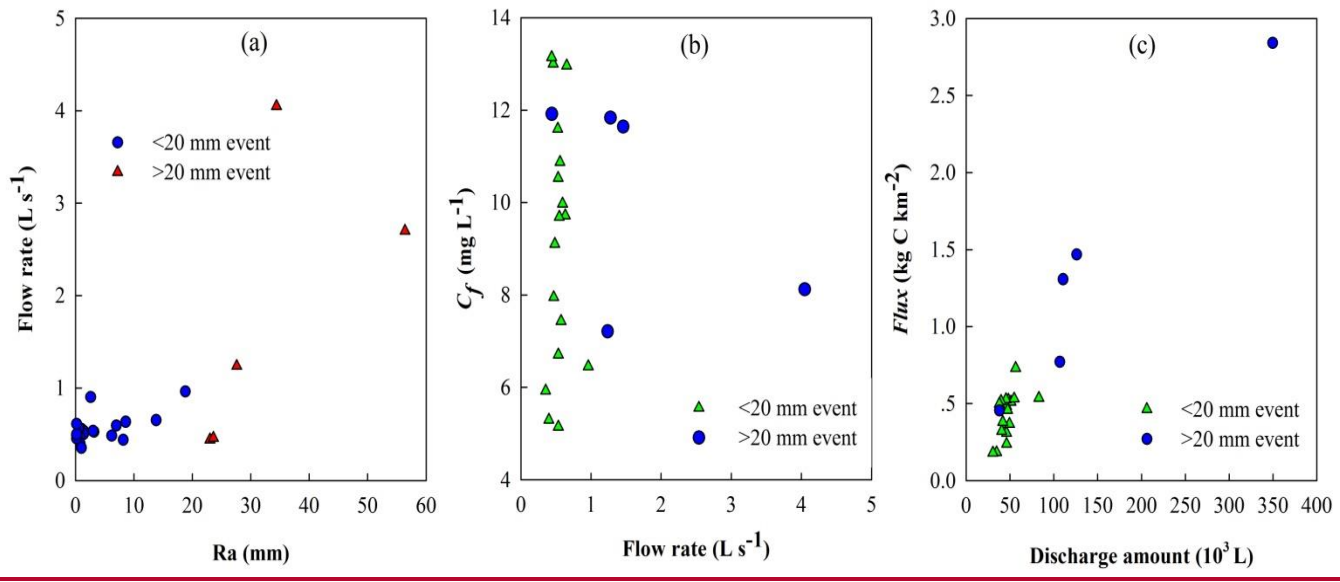 (a)
5
4
3
2
1
0
Flow rate (L s⁻¹)
<20 mm event
>20 mm event
0 10 20 30 40 50 60
Ra (mm)
(b)
14
12
10
8
6
4
C_f (mg L⁻¹)
<20 mm event
>20 mm event
0 1 2 3 4 5
Flow rate (L s⁻¹)
(c)
3.0
2.5
2.0
1.5
1.0
.5
0.0
Flux (kg C km⁻²)
<20 mm event
>20 mm event
0 50 100 150 200 250 300 350 400
Discharge amount (10³ L)